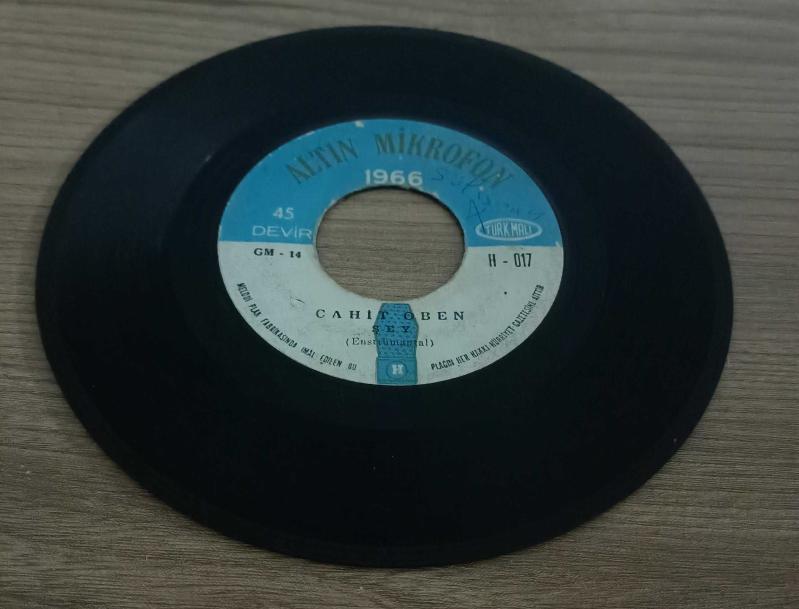 ALTIN MİKROFON
1966
45
DEVİR
TÜRK MALI
GM - 14
H - 017
CAHİT OBEN
ŞEY
(Enstrümantal)
H
MELODİ PLAK FABRİKASINDA İMAL EDİLEN BU
PLAĞIN HER HAKKI HÜRRİYET GAZETESİNE AİTTİR